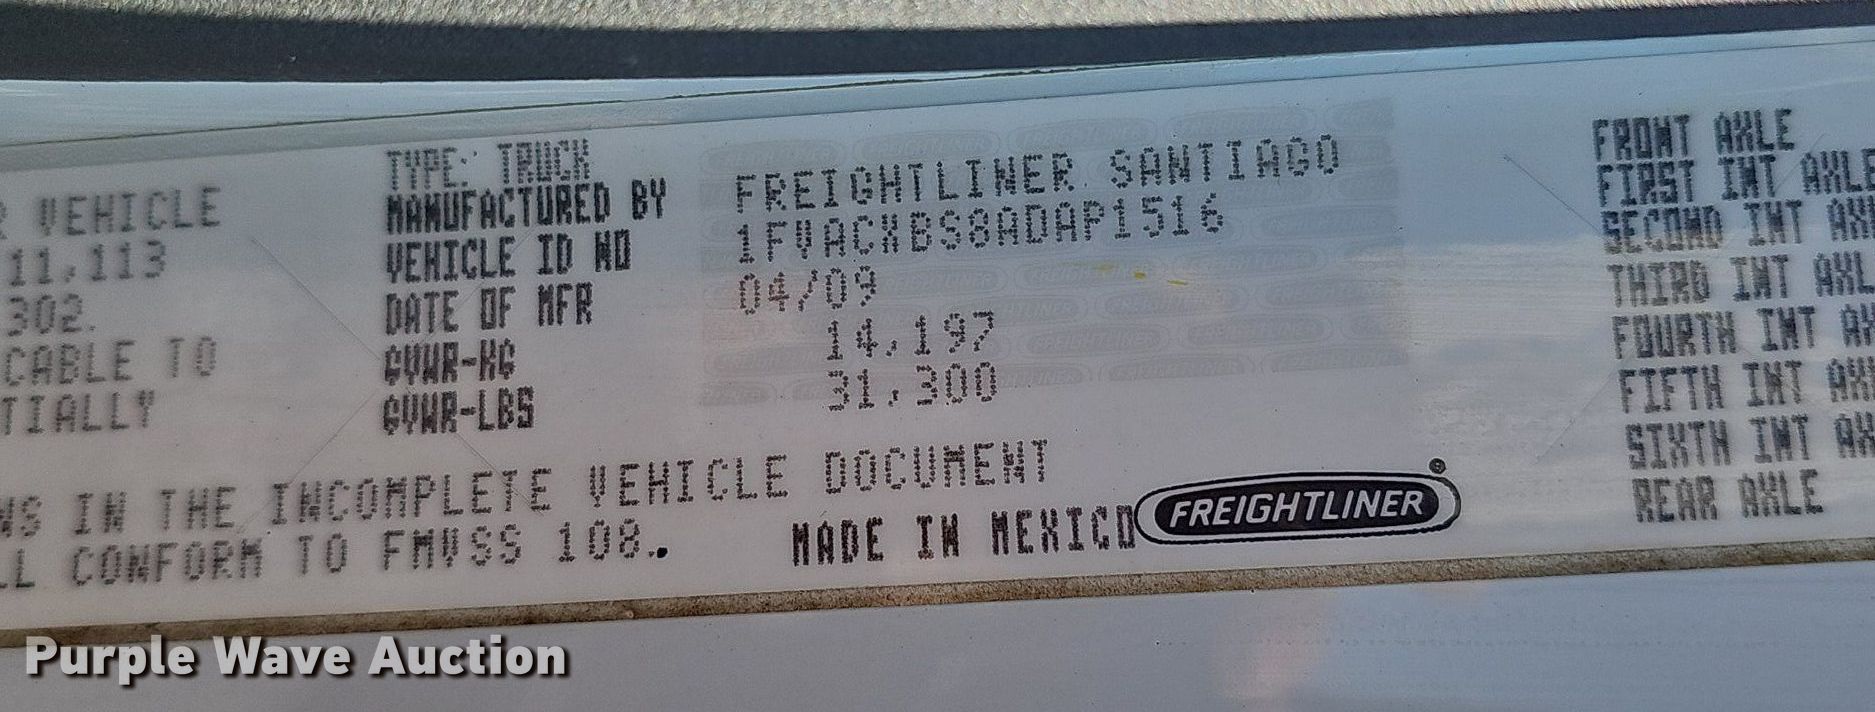 TYPE: TRUCK
MANUFACTURED BY FREIGHTLINER SANTIAGO
VEHICLE ID NO 1FVACXBS8ADAP1516
DATE OF MFR 04/09
GVWR-KG 14,197
GVWR-LBS 31,300
VEHICLE
11,113
302.
CABLE TO
TIALLY
NS IN THE INCOMPLETE VEHICLE DOCUMENT
LL CONFORM TO FMVSS 108.
MADE IN MEXICO
FREIGHTLINER
FRONT AXLE
FIRST INT AXLE
SECOND INT AX
THIRD INT AXL
FOURTH INT A
FIFTH INT AX
SIXTH INT A
REAR AXLE
Purple Wave Auction